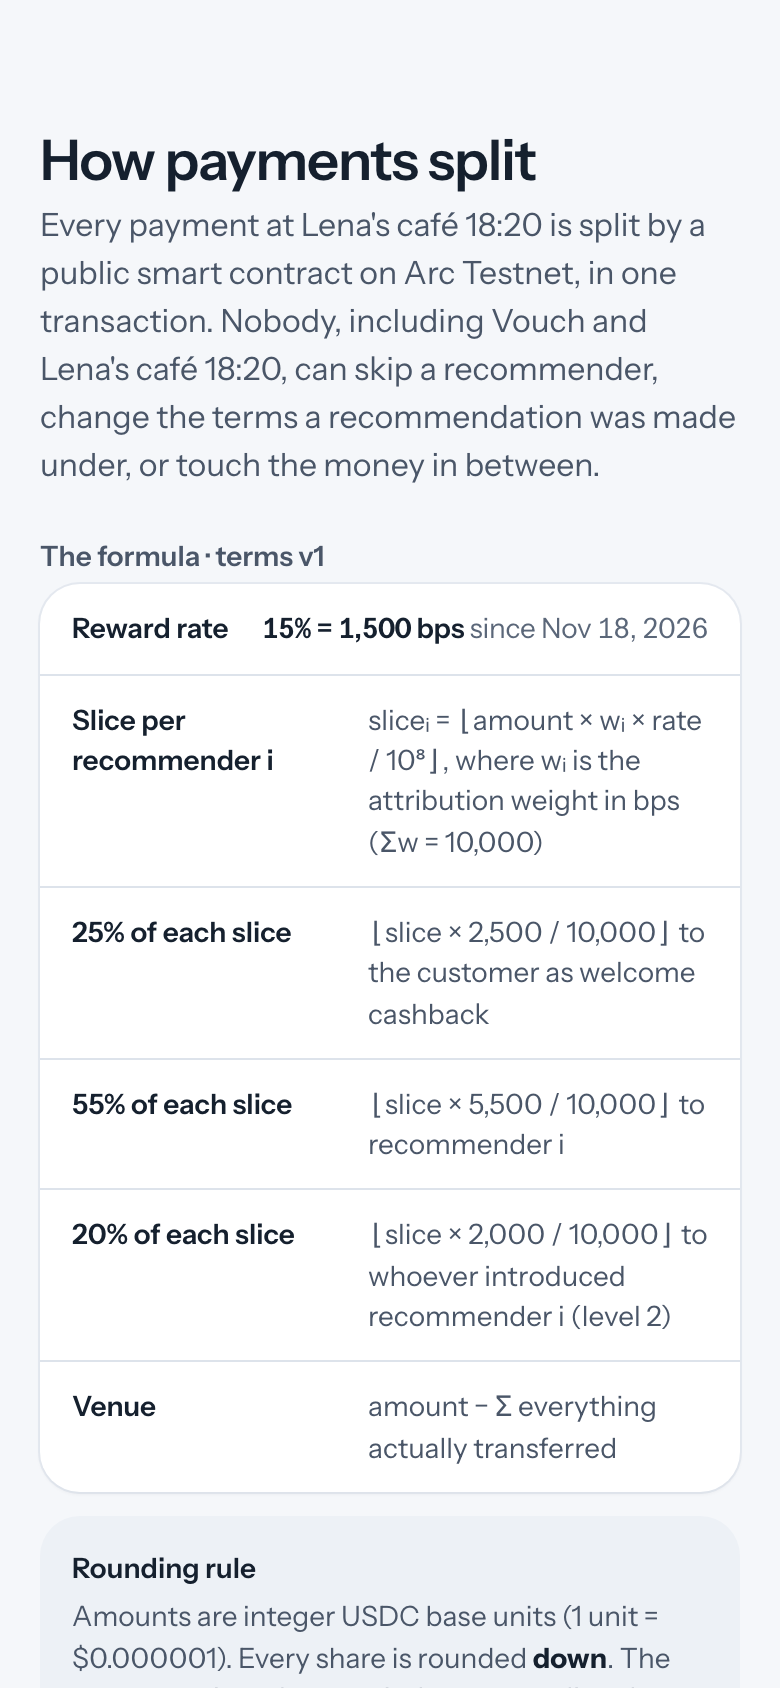 How payments split
Every payment at Lena's café 18:20 is split by a
public smart contract on Arc Testnet, in one
transaction. Nobody, including Vouch and
Lena's café 18:20, can skip a recommender,
change the terms a recommendation was made
under, or touch the money in between.
The formula · terms v1
Reward rate 15% = 1,500 bps since Nov 18, 2026
Slice per
recommender i
sliceᵢ = ⌊amount × wᵢ × rate
/ 10⁸⌋, where wᵢ is the
attribution weight in bps
(Σw = 10,000)
25% of each slice
⌊slice × 2,500 / 10,000⌋ to
the customer as welcome
cashback
55% of each slice
⌊slice × 5,500 / 10,000⌋ to
recommender i
20% of each slice
⌊slice × 2,000 / 10,000⌋ to
whoever introduced
recommender i (level 2)
Venue
amount − Σ everything
actually transferred
Rounding rule
Amounts are integer USDC base units (1 unit =
$0.000001). Every share is rounded down. The